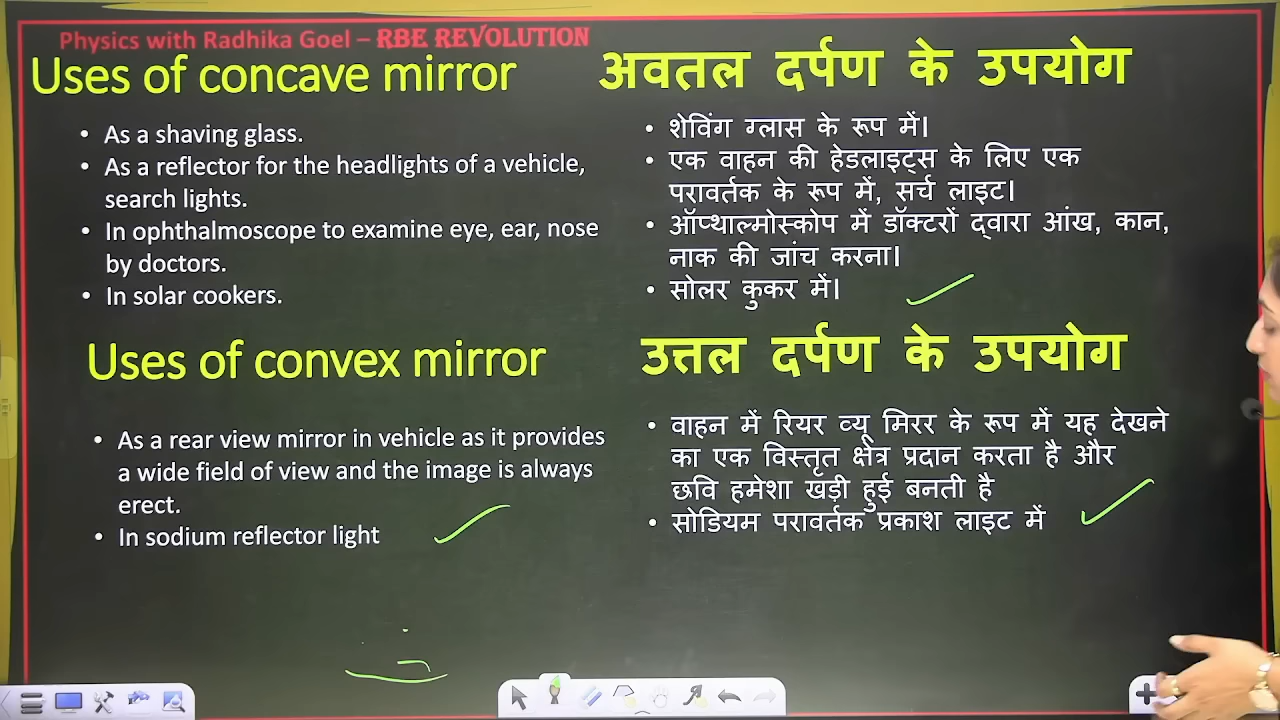 Physics with Radhika Goel – RBE REVOLUTION
Uses of concave mirror
• As a shaving glass.
• As a reflector for the headlights of a vehicle,
search lights.
• In ophthalmoscope to examine eye, ear, nose
by doctors.
• In solar cookers.
अवतल दर्पण के उपयोग
• शेविंग ग्लास के रूप में।
• एक वाहन की हेडलाइट्स के लिए एक
परावर्तक के रूप में, सर्च लाइट।
• ऑप्थाल्मोस्कोप में डॉक्टरों द्वारा आंख, कान,
नाक की जांच करना।
• सोलर कुकर में।
Uses of convex mirror
• As a rear view mirror in vehicle as it provides
a wide field of view and the image is always
erect.
• In sodium reflector light
उत्तल दर्पण के उपयोग
• वाहन में रियर व्यू मिरर के रूप में यह देखने
का एक विस्तृत क्षेत्र प्रदान करता है और
छवि हमेशा खड़ी हुई बनती है
• सोडियम परावर्तक प्रकाश लाइट में